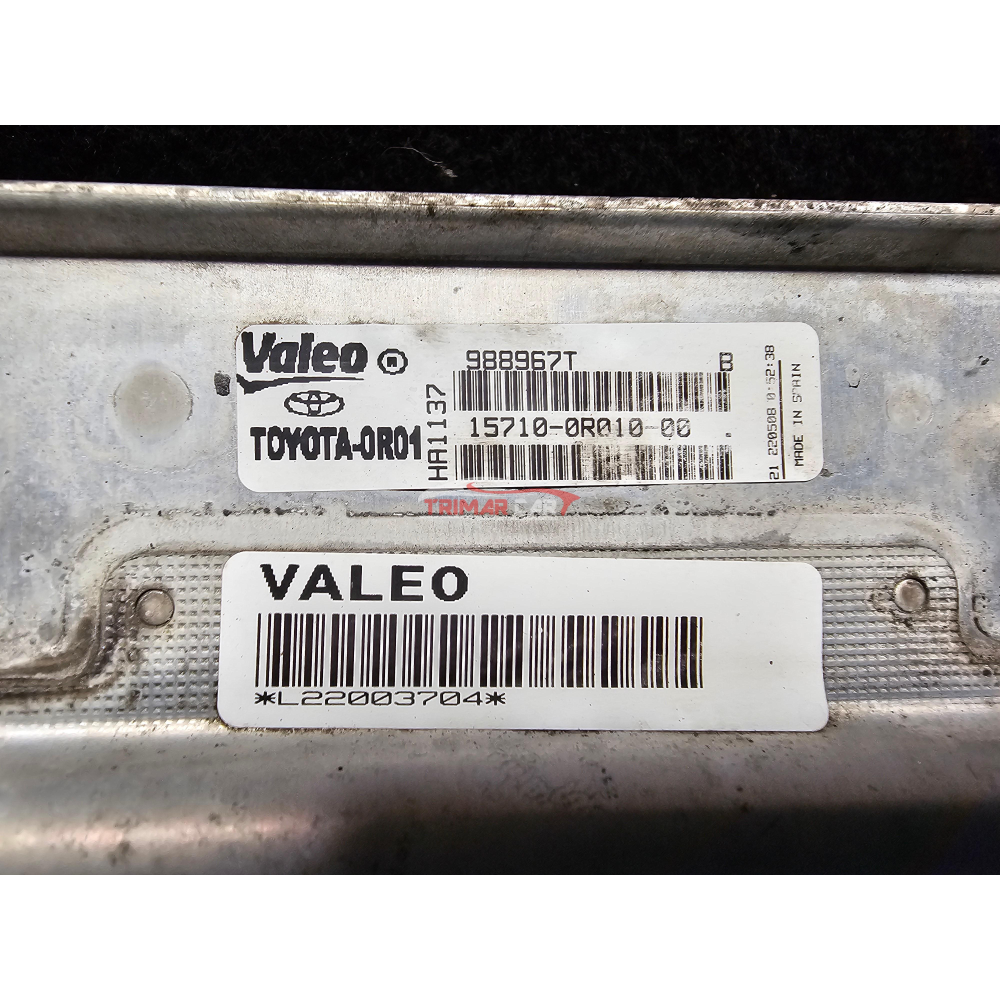 Valeo ®
TOYOTA-0R01
HA1137
988967T B
15710-0R010-00 .
21 220508 0:52:38
MADE IN SPAIN
TRIMAR CAR
VALEO
*L22003704*